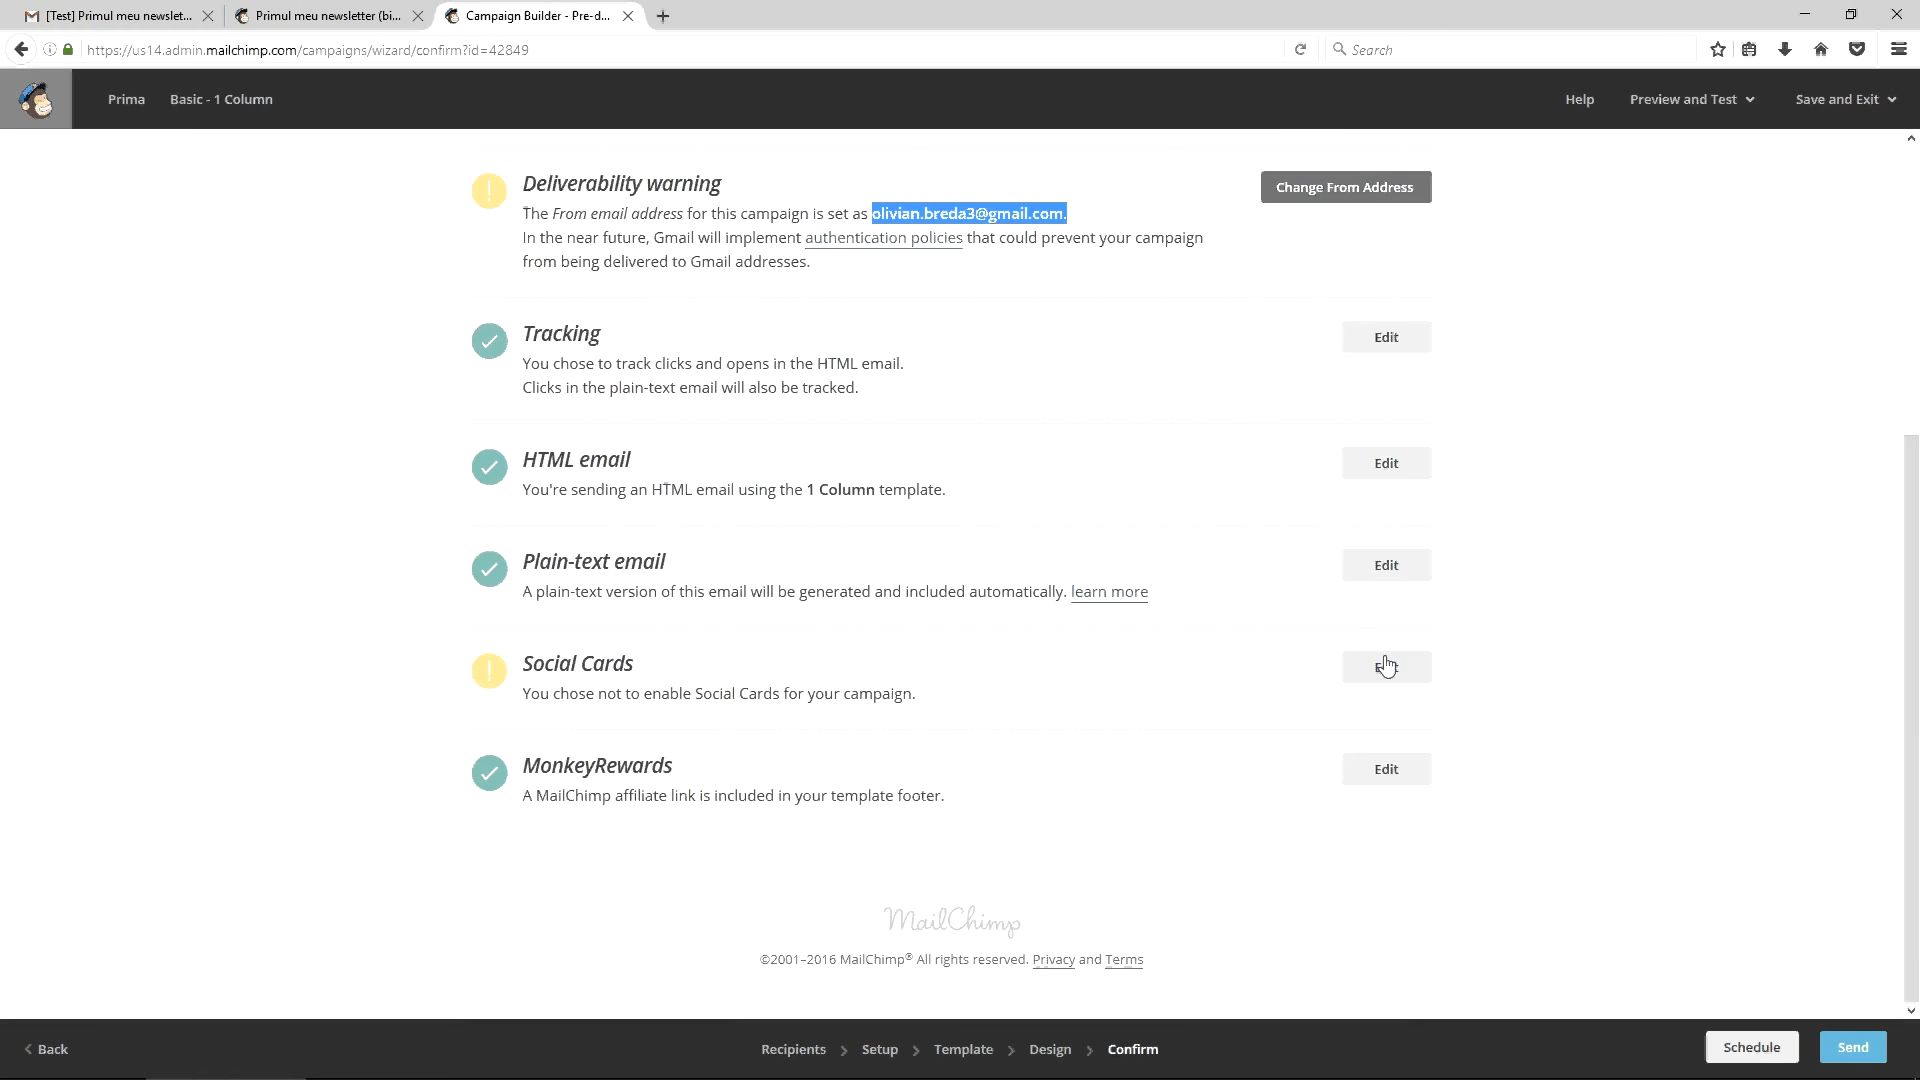 [Test] Primul meu newslet...
Primul meu newsletter (bi...
Campaign Builder - Pre-d...
https://us14.admin.mailchimp.com/campaigns/wizard/confirm?id=42849
Search
Prima
Basic - 1 Column
Help
Preview and Test
Save and Exit
Deliverability warning
Change From Address
The From email address for this campaign is set as olivian.breda3@gmail.com.
In the near future, Gmail will implement authentication policies that could prevent your campaign
from being delivered to Gmail addresses.
Tracking
Edit
You chose to track clicks and opens in the HTML email.
Clicks in the plain-text email will also be tracked.
HTML email
Edit
You're sending an HTML email using the 1 Column template.
Plain-text email
Edit
A plain-text version of this email will be generated and included automatically. learn more
Social Cards
You chose not to enable Social Cards for your campaign.
MonkeyRewards
Edit
A MailChimp affiliate link is included in your template footer.
MailChimp
©2001–2016 MailChimp® All rights reserved. Privacy and Terms
Back
Recipients
Setup
Template
Design
Confirm
Schedule
Send